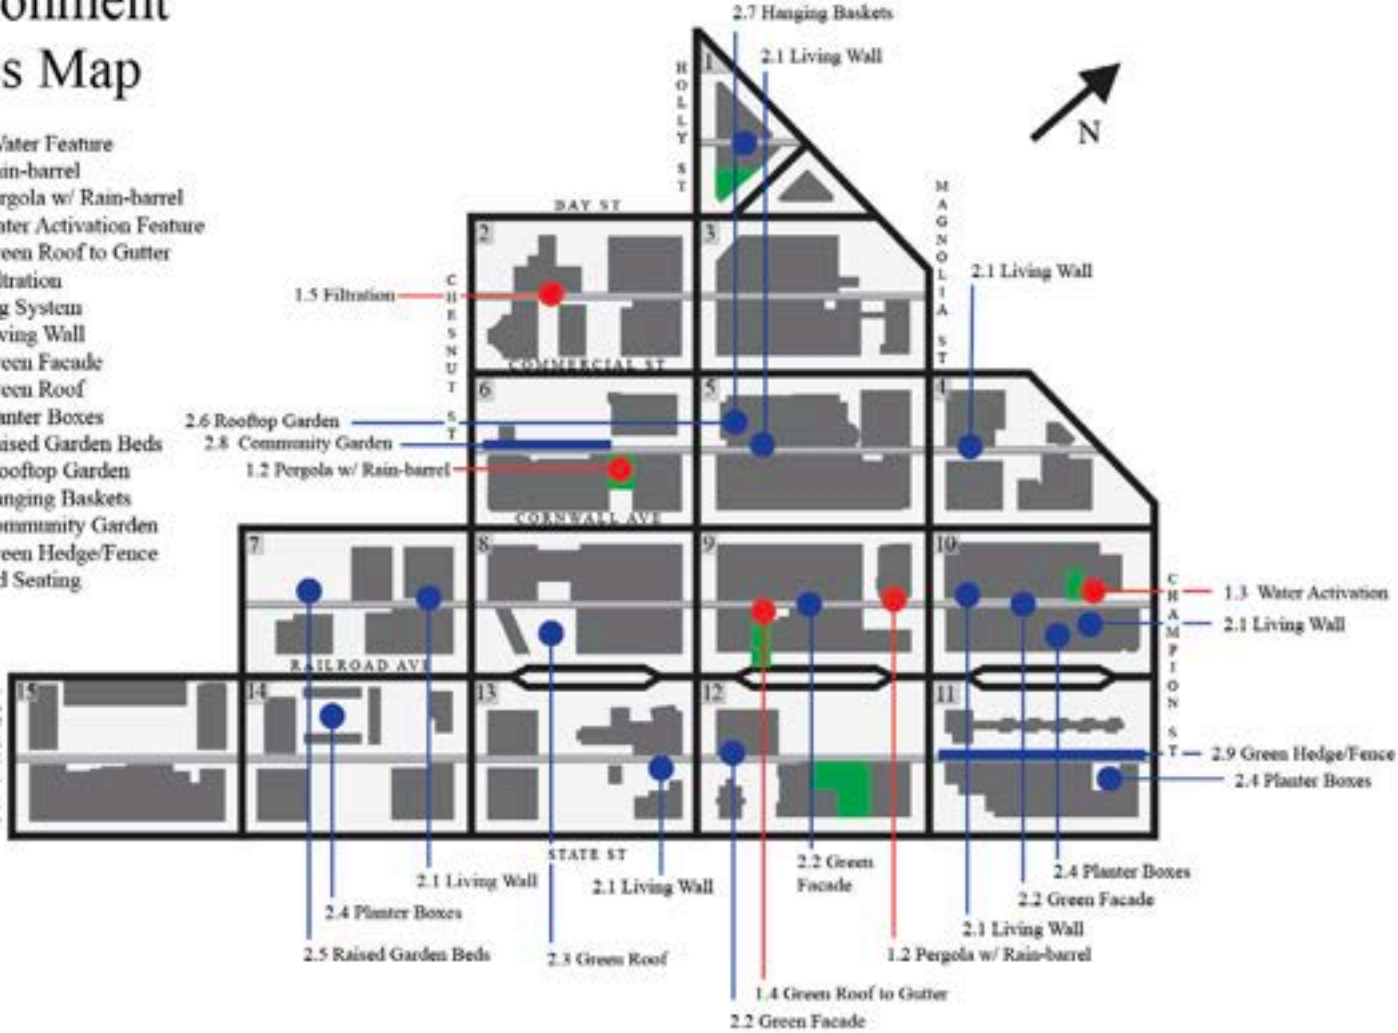 s Map
ater Feature
in-barrel
rgola w/ Rain-barrel
ater Activation Feature
reen Roof to Gutter
ltration
g System
ving Wall
reen Facade
reen Roof
anter Boxes
ised Garden Beds
ooftop Garden
anging Baskets
ommunity Garden
reen Hedge/Fence
d Seating
2.7 Hanging Baskets
2.1 Living Wall
N
HOLLY ST
1
BAY ST
MAGNOLIA ST
2
3
2.1 Living Wall
CHESNUT ST
1.5 Filtration
COMMERCIAL ST
6
5
4
2.6 Rooftop Garden
2.8 Community Garden
1.2 Pergola w/ Rain-barrel
CORNWALL AVE
7
8
9
10
CHAMPION ST
1.3 Water Activation
2.1 Living Wall
RAILROAD AVE
15
14
13
12
11
2.9 Green Hedge/Fence
2.4 Planter Boxes
STATE ST
2.1 Living Wall
2.1 Living Wall
2.2 Green
Facade
2.4 Planter Boxes
2.4 Planter Boxes
2.2 Green Facade
2.1 Living Wall
2.5 Raised Garden Beds
2.3 Green Roof
1.2 Pergola w/ Rain-barrel
1.4 Green Roof to Gutter
2.2 Green Facade